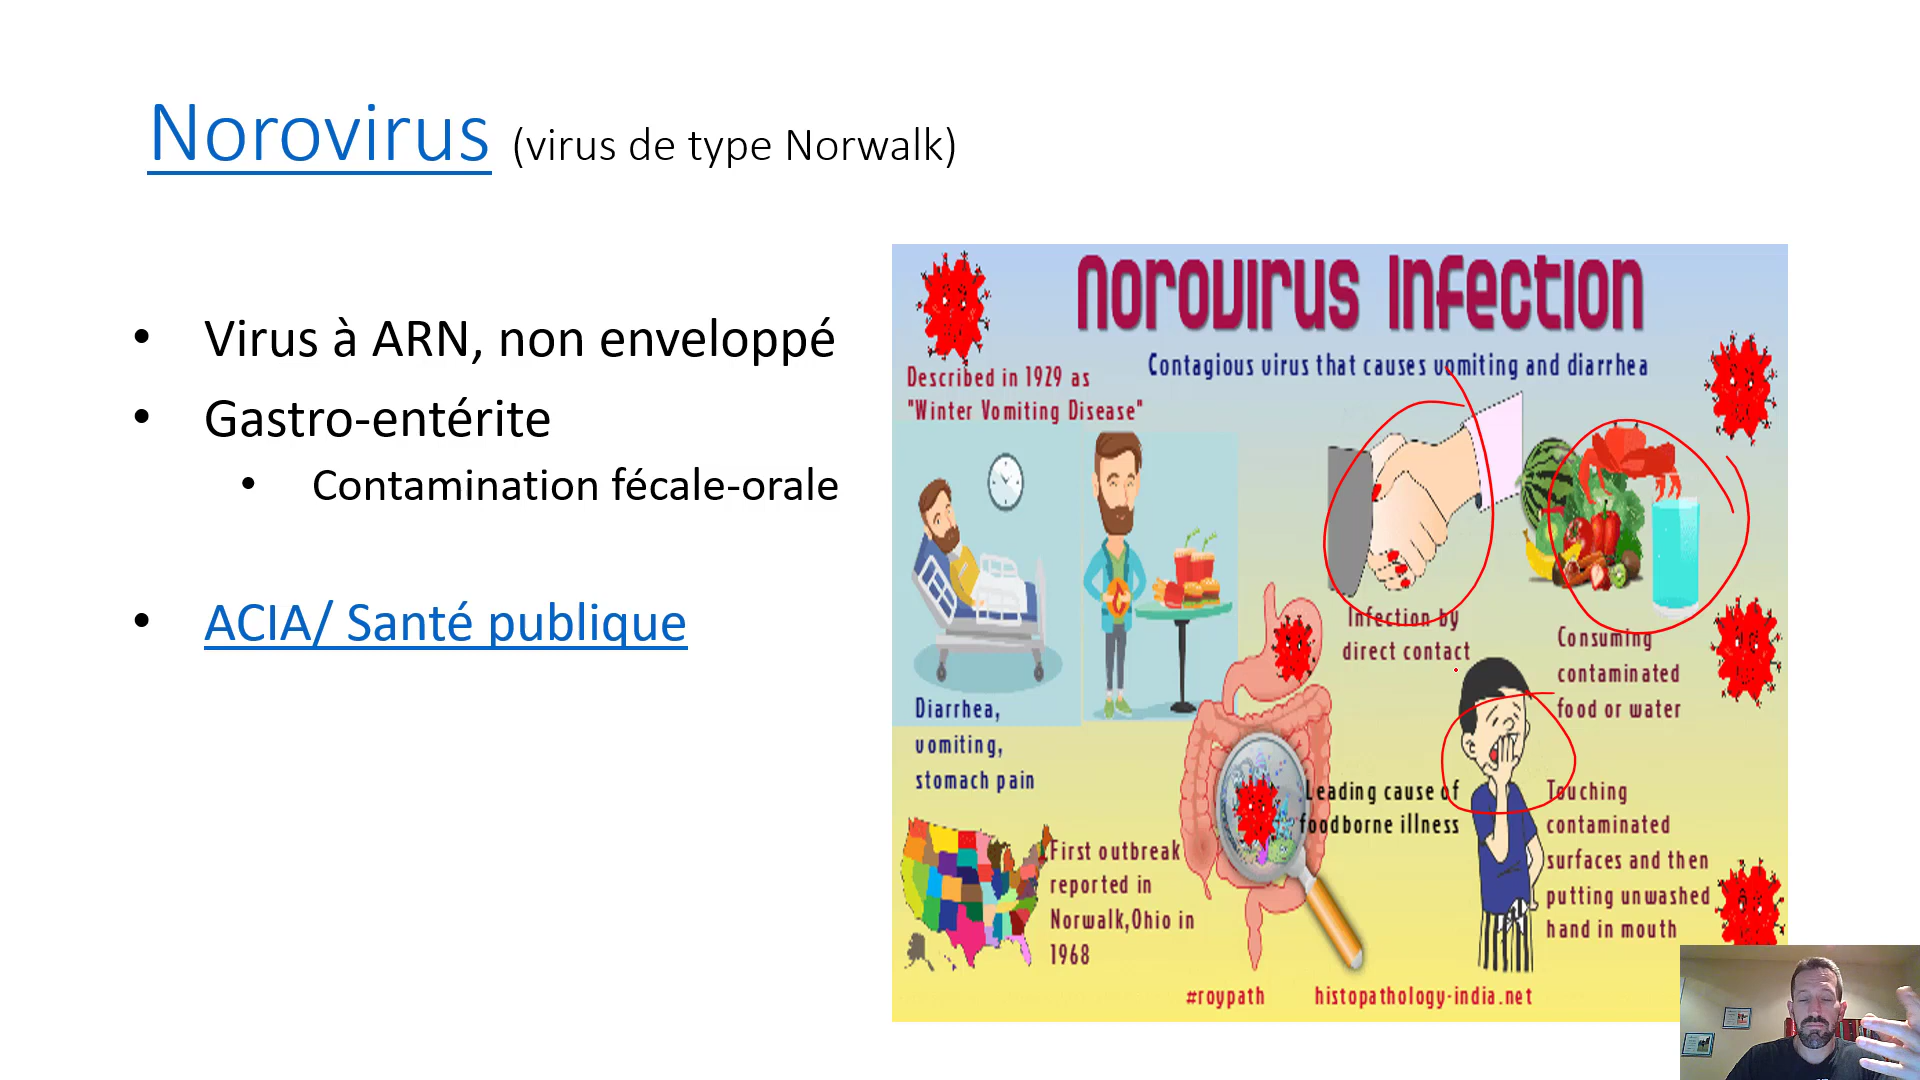 Norovirus (virus de type Norwalk)
• Virus à ARN, non enveloppé
• Gastro-entérite
• Contamination fécale-orale
• ACIA/ Santé publique
Norovirus Infection
Contagious virus that causes vomiting and diarrhea
Described in 1929 as
"Winter Vomiting Disease"
Diarrhea,
vomiting,
stomach pain
Infection by
direct contact
Consuming
contaminated
food or water
Leading cause of
foodborne illness
Touching
contaminated
surfaces and then
putting unwashed
hand in mouth
First outbreak
reported in
Norwalk,Ohio in
1968
#roypath
histopathology-india.net